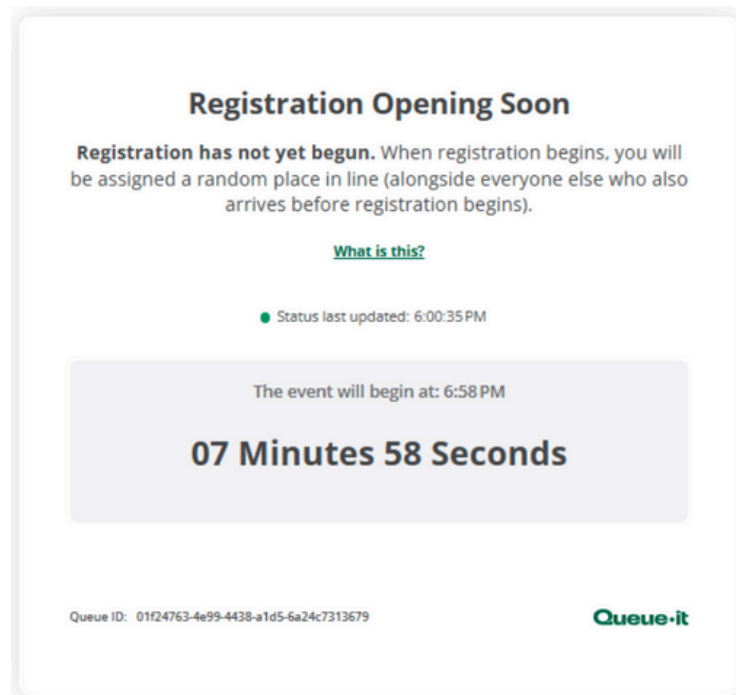 Registration Opening Soon
Registration has not yet begun. When registration begins, you will
be assigned a random place in line (alongside everyone else who also
arrives before registration begins).
What is this?
Status last updated: 6:00:35 PM
The event will begin at: 6:58 PM
07 Minutes 58 Seconds
Queue ID: 01f24763-4e99-4438-a1d5-6a24c7313679
Queue-it